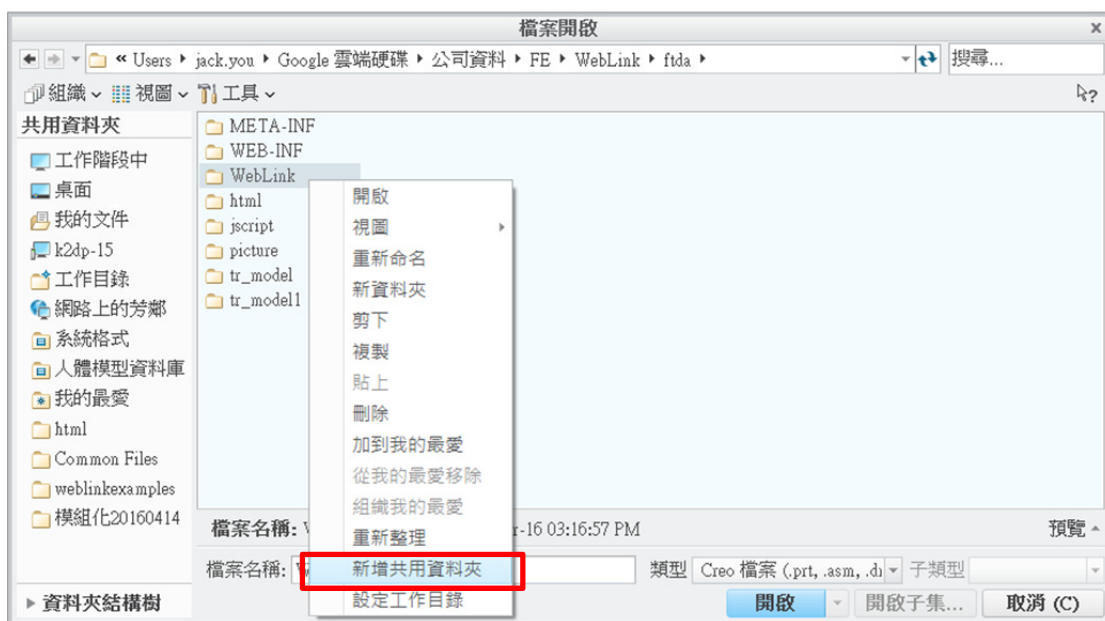 檔案開啟
« Users ▸ jack.you ▸ Google 雲端硬碟 ▸ 公司資料 ▸ FE ▸ WebLink ▸ ftda ▸
搜尋...
組織 視圖 工具
共用資料夾
工作階段中
桌面
我的文件
k2dp-15
工作目錄
網路上的芳鄰
系統格式
人體模型資料庫
我的最愛
html
Common Files
weblinkexamples
模組化20160414
資料夾結構樹
META-INF
WEB-INF
WebLink
html
jscript
picture
tr_model
tr_model1
開啟
視圖
重新命名
新資料夾
剪下
複製
貼上
刪除
加到我的最愛
從我的最愛移除
組織我的最愛
重新整理
新增共用資料夾
設定工作目錄
檔案名稱: -16 03:16:57 PM
預覽
檔案名稱:
類型 Creo 檔案 (.prt, .asm, 子類型
開啟 開啟子集... 取消 (C)